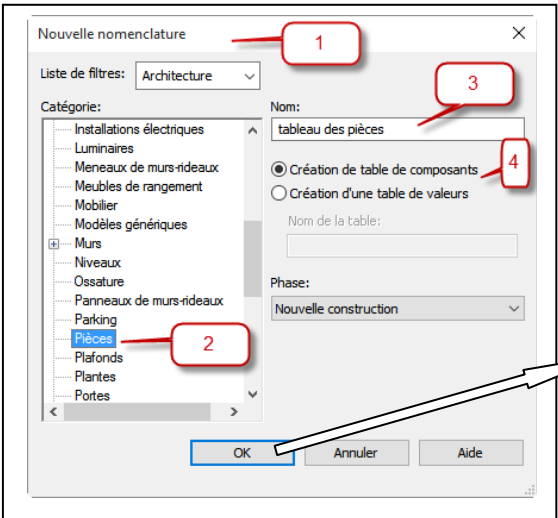 Nouvelle nomenclature
1
Liste de filtres: Architecture
3
Catégorie:
Nom:
Installations électriques
tableau des pièces
Luminaires
Meneaux de murs-rideaux
Création de table de composants
4
Meubles de rangement
Création d'une table de valeurs
Mobilier
Modèles génériques
Nom de la table:
Murs
Niveaux
Ossature
Phase:
Panneaux de murs-rideaux
Nouvelle construction
Parking
Pièces
2
Plafonds
Plantes
Portes
OK
Annuler
Aide